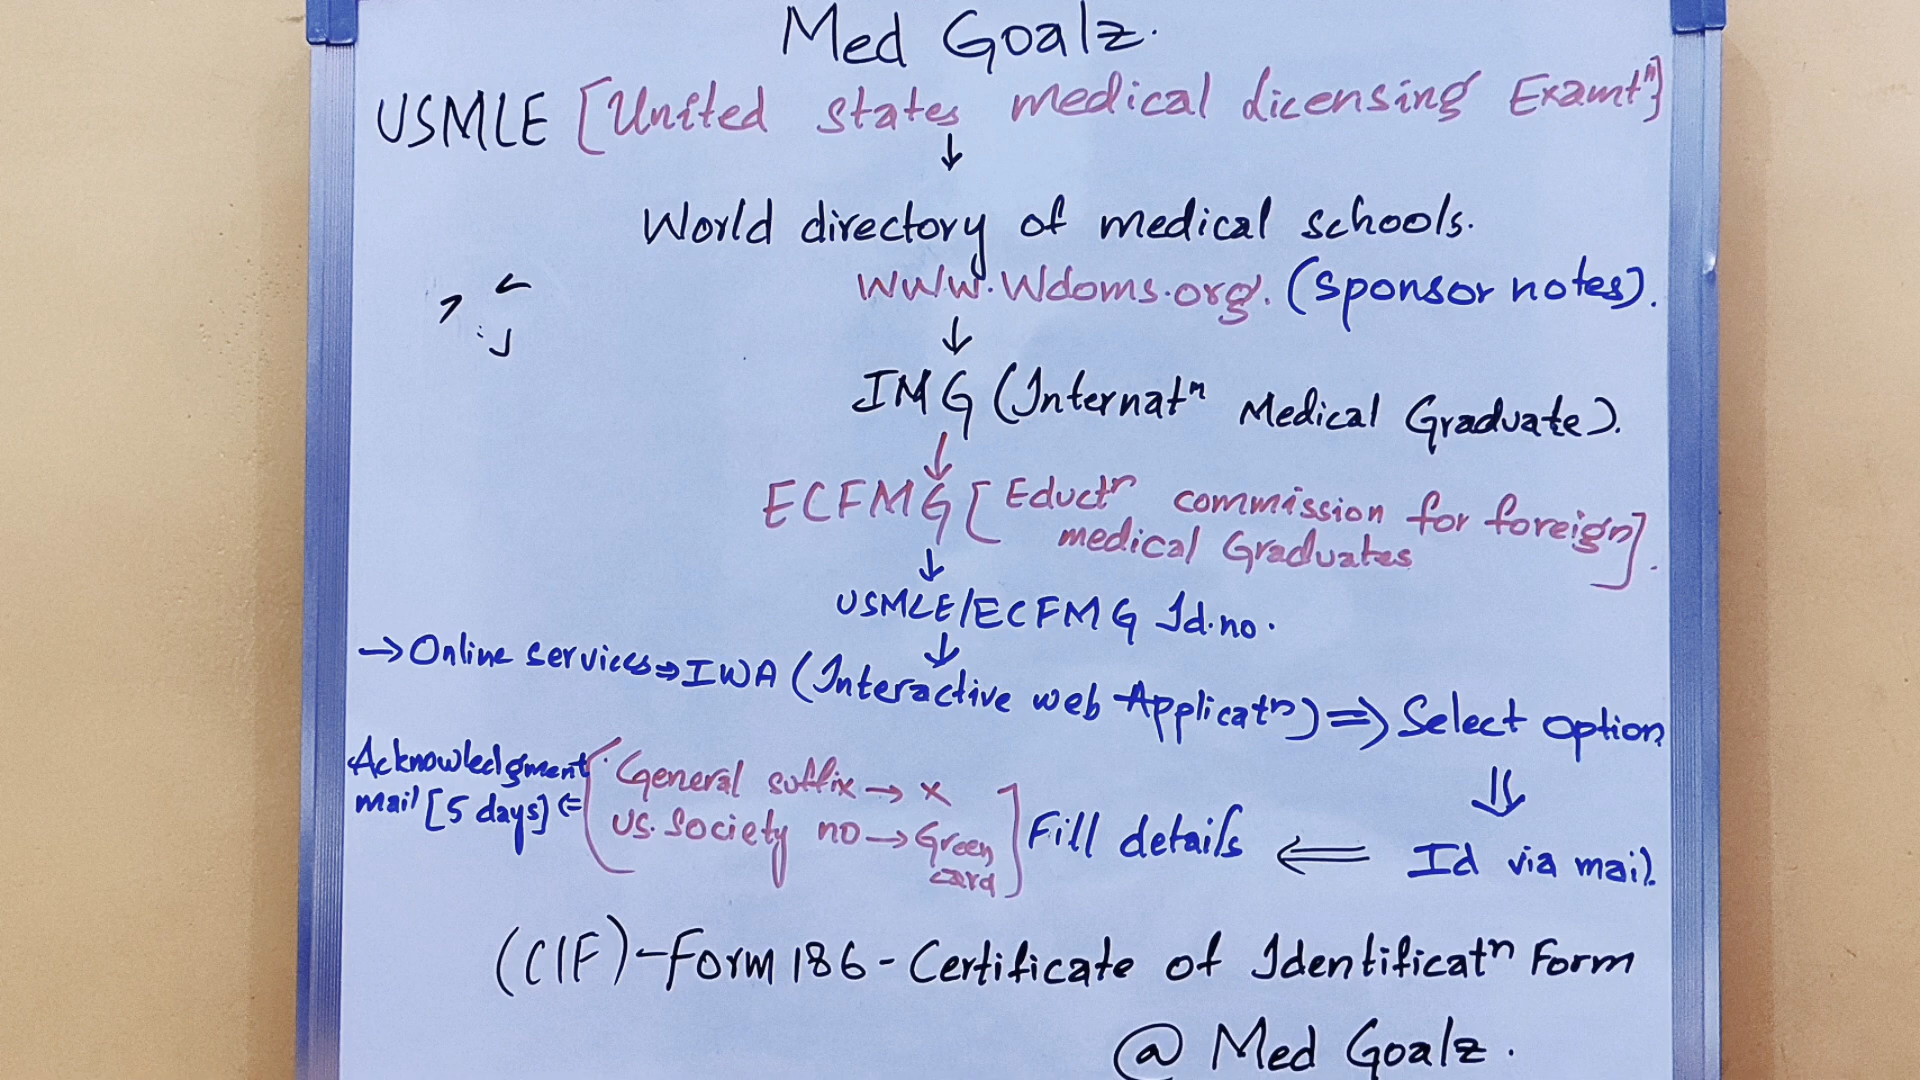 Med Goalz.
USMLE [United states medical licensing Examtⁿ]
↓
World directory of medical schools.
www.wdoms.org. (sponsor notes).
↓
IMG (Internatⁿ Medical Graduate).
↓
ECFMG [Eductⁿ commission for foreign
medical Graduates].
↓
USMLE/ECFMG Id.no.
↓
→Online services⇒IWA (Interactive web Applicatⁿ)⇒ Select option
⇓
Id via mail.
⇐ Fill details
[General suffix → x
us. Society no → Green
card]
⇐ Acknowledgment
mail [5 days]
(CIF)-Form 186 - Certificate of Identificatⁿ Form
@ Med Goalz.